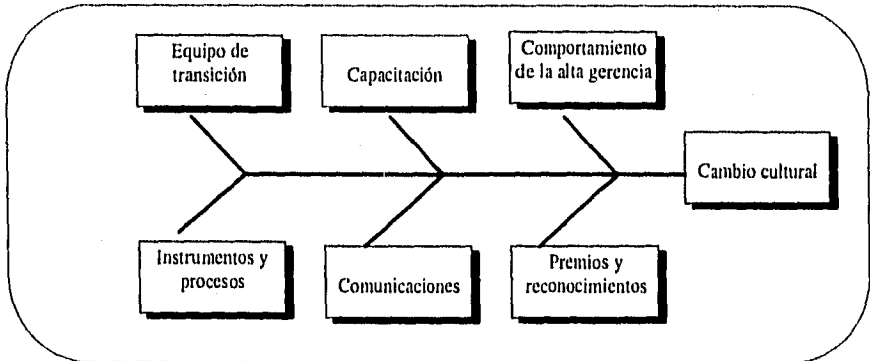 Equipo de
transición
Capacitación
Comportamiento
de la alta gerencia
Cambio cultural
Instrumentos y
procesos
Comunicaciones
Premios y
reconocimientos